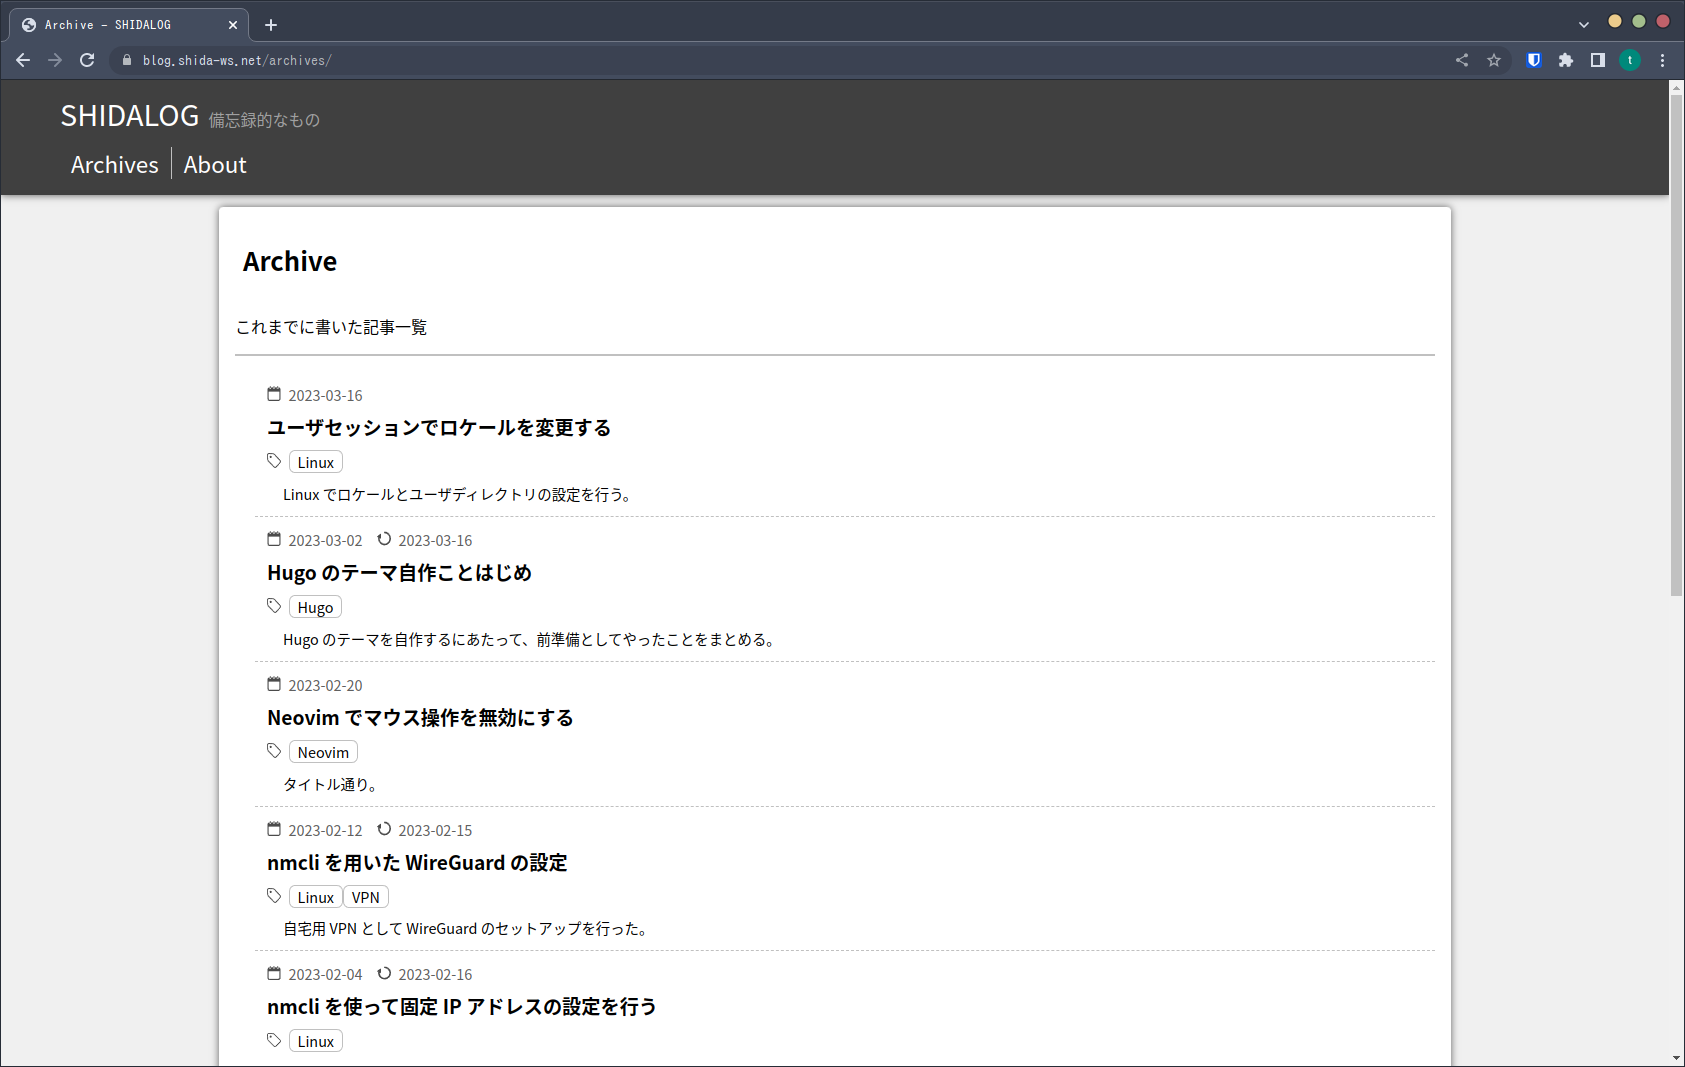 Archive - SHIDALOG
blog.shida-ws.net/archives/
t
SHIDALOG 備忘録的なもの
Archives About
Archive
これまでに書いた記事一覧
2023-03-16
ユーザセッションでロケールを変更する
Linux
Linux でロケールとユーザディレクトリの設定を行う。
2023-03-02 2023-03-16
Hugo のテーマ自作ことはじめ
Hugo
Hugo のテーマを自作するにあたって、前準備としてやったことをまとめる。
2023-02-20
Neovim でマウス操作を無効にする
Neovim
タイトル通り。
2023-02-12 2023-02-15
nmcli を用いた WireGuard の設定
Linux VPN
自宅用 VPN として WireGuard のセットアップを行った。
2023-02-04 2023-02-16
nmcli を使って固定 IP アドレスの設定を行う
Linux